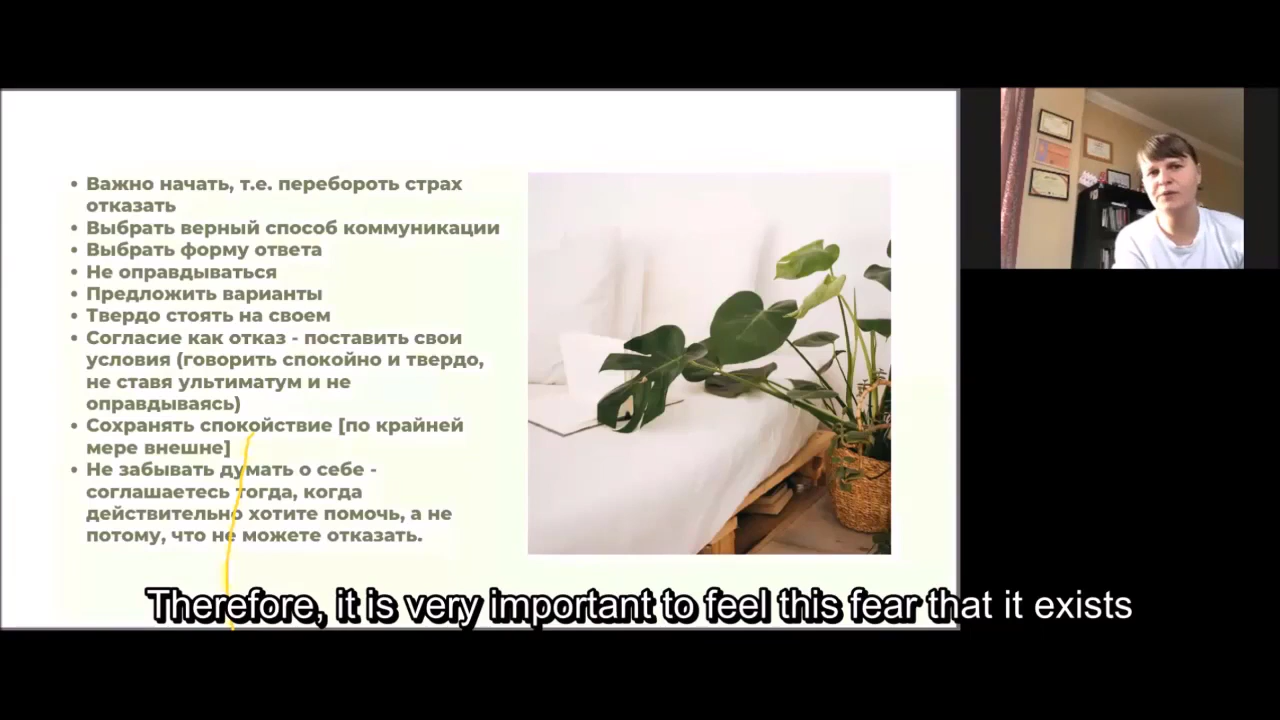 • Важно начать, т.е. перебороть страх
отказать
• Выбрать верный способ коммуникации
• Выбрать форму ответа
• Не оправдываться
• Предложить варианты
• Твердо стоять на своем
• Согласие как отказ - поставить свои
условия (говорить спокойно и твердо,
не ставя ультиматум и не
оправдываясь)
• Сохранять спокойствие [по крайней
мере внешне]
• Не забывать думать о себе -
соглашаетесь тогда, когда
действительно хотите помочь, а не
потому, что не можете отказать.
Therefore, it is very important to feel this fear that it exists